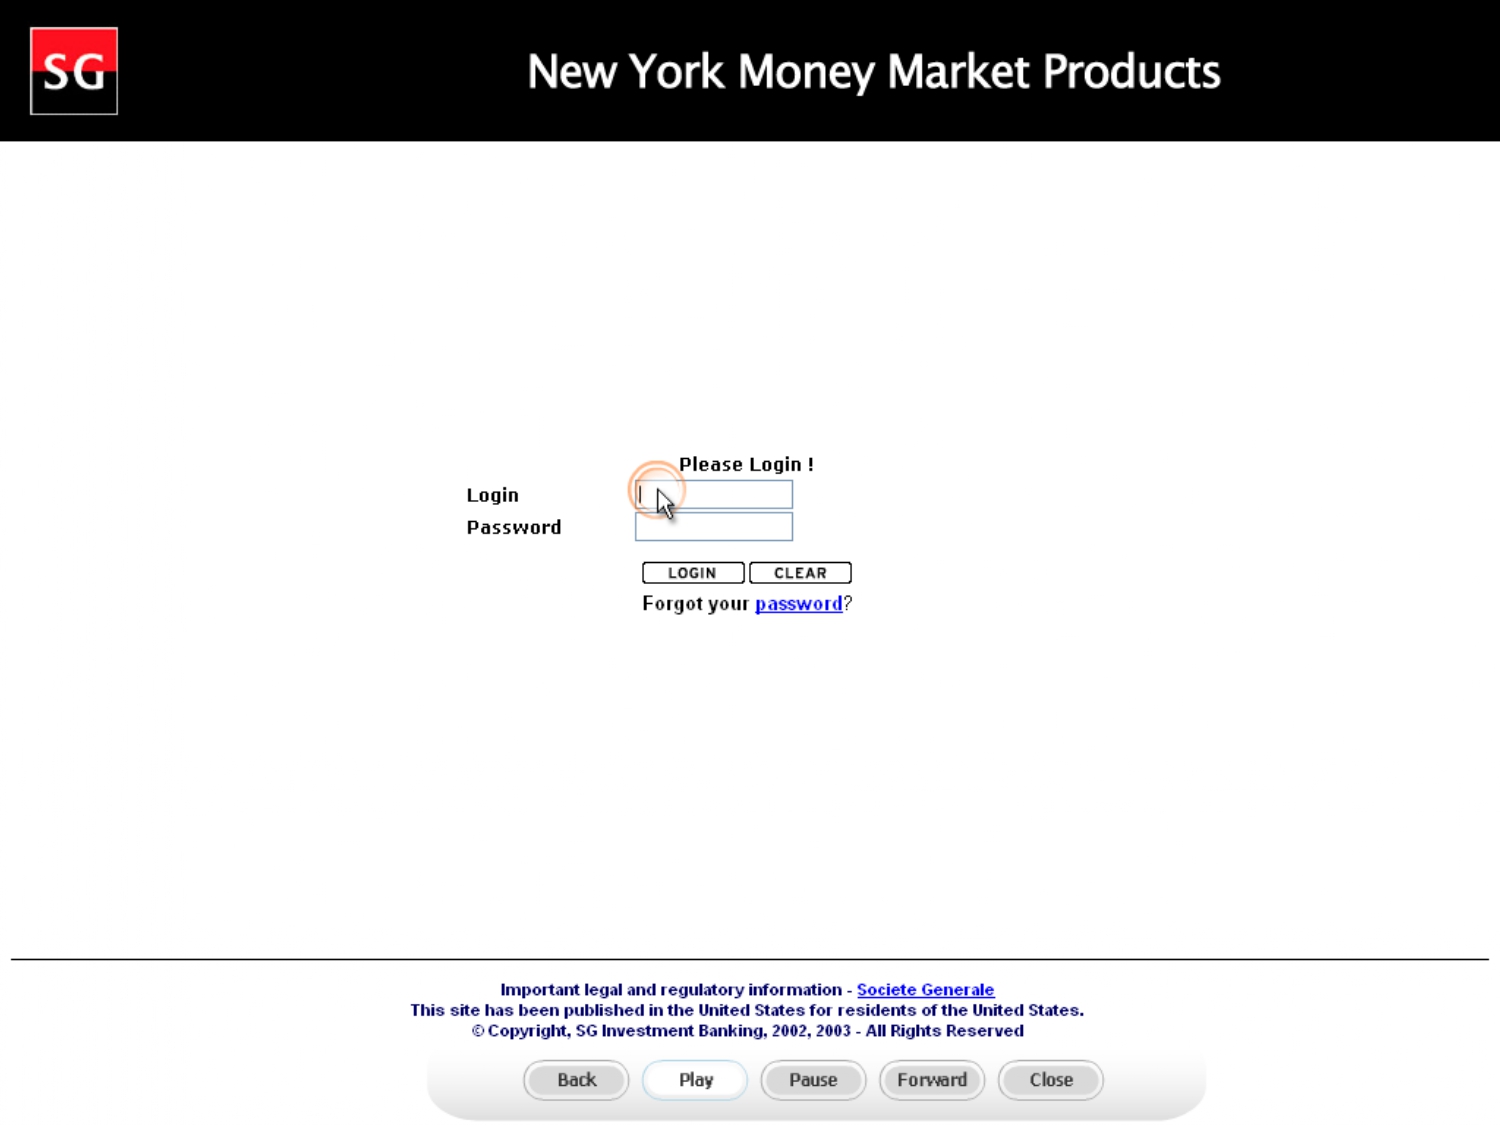 SG
New York Money Market Products
Please Login !
Login
Password
LOGIN CLEAR
Forgot your password?
Important legal and regulatory information - Societe Generale
This site has been published in the United States for residents of the United States.
© Copyright, SG Investment Banking, 2002, 2003 - All Rights Reserved
Back Play Pause Forward Close